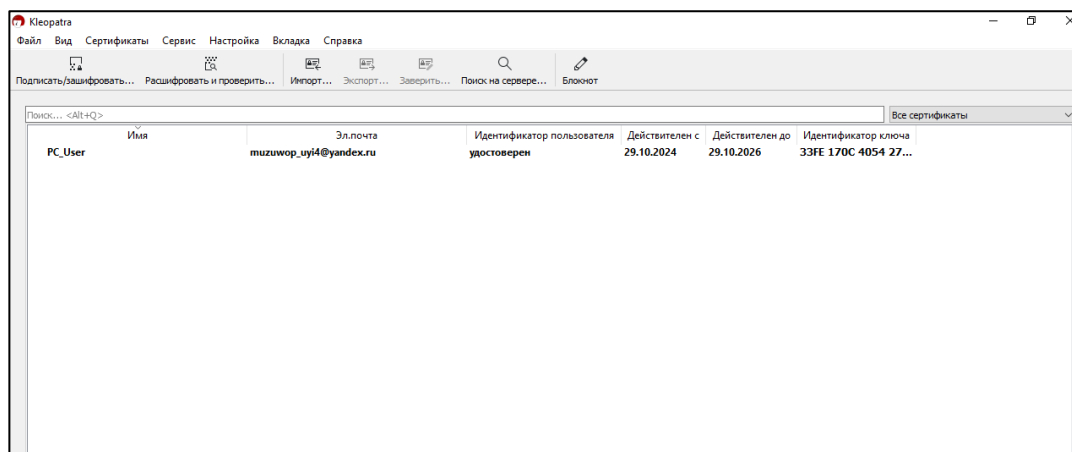 Kleopatra
Файл Вид Сертификаты Сервис Настройка Вкладка Справка
Подписать/зашифровать... Расшифровать и проверить... Импорт... Экспорт... Заверить... Поиск на сервере... Блокнот
Поиск... <Alt+Q> Все сертификаты
Имя Эл.почта Идентификатор пользователя Действителен с Действителен до Идентификатор ключа
PC_User muzuwop_uyi4@yandex.ru удостоверен 29.10.2024 29.10.2026 33FE 170C 4054 27...